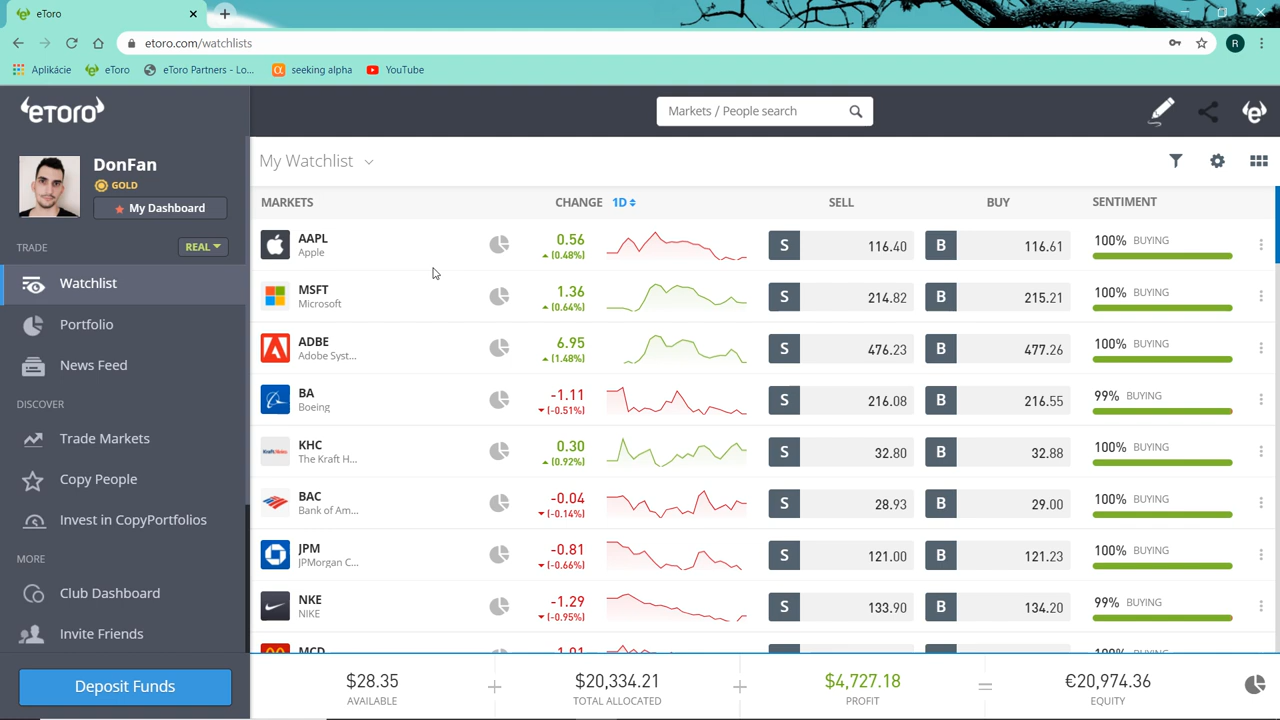 eToro
etoro.com/watchlists
R
Aplikácie
eToro
eToro Partners - Lo...
seeking alpha
YouTube
eToro
Markets / People search
DonFan
GOLD
My Dashboard
My Watchlist
TRADE
REAL
MARKETS
CHANGE
1D
SELL
BUY
SENTIMENT
Watchlist
Portfolio
News Feed
DISCOVER
Trade Markets
Copy People
Invest in CopyPortfolios
MORE
Club Dashboard
Invite Friends
Deposit Funds
AAPL
Apple
0.56
(0.48%)
S 116.40
B 116.61
100% BUYING
MSFT
Microsoft
1.36
(0.64%)
S 214.82
B 215.21
100% BUYING
ADBE
Adobe Syst...
6.95
(1.48%)
S 476.23
B 477.26
100% BUYING
BA
Boeing
-1.11
(-0.51%)
S 216.08
B 216.55
99% BUYING
KHC
The Kraft H...
0.30
(0.92%)
S 32.80
B 32.88
100% BUYING
BAC
Bank of Am...
-0.04
(-0.14%)
S 28.93
B 29.00
100% BUYING
JPM
JPMorgan C...
-0.81
(-0.66%)
S 121.00
B 121.23
100% BUYING
NKE
NIKE
-1.29
(-0.95%)
S 133.90
B 134.20
99% BUYING
$28.35
AVAILABLE
+
$20,334.21
TOTAL ALLOCATED
+
$4,727.18
PROFIT
=
€20,974.36
EQUITY